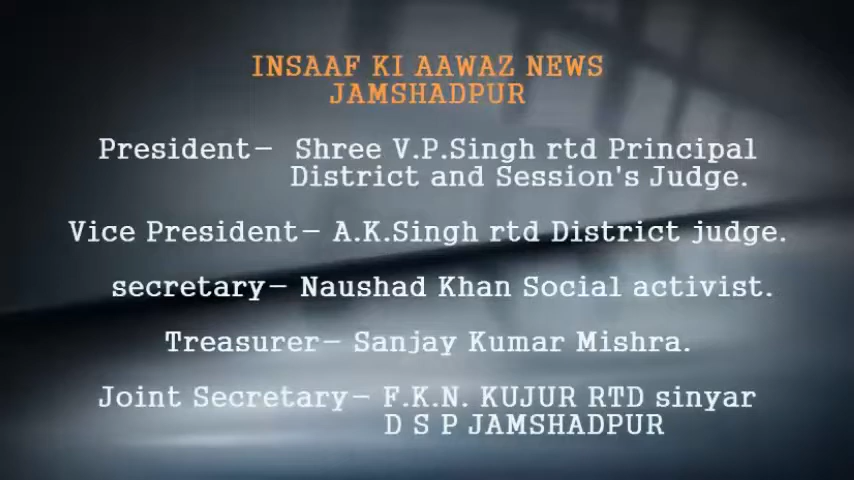 INSAAF KI AAWAZ NEWS
JAMSHADPUR
President- Shree V.P.Singh rtd Principal
District and Session's Judge.
Vice President- A.K.Singh rtd District judge.
secretary- Naushad Khan Social activist.
Treasurer- Sanjay Kumar Mishra.
Joint Secretary- F.K.N. KUJUR RTD sinyar
D S P JAMSHADPUR